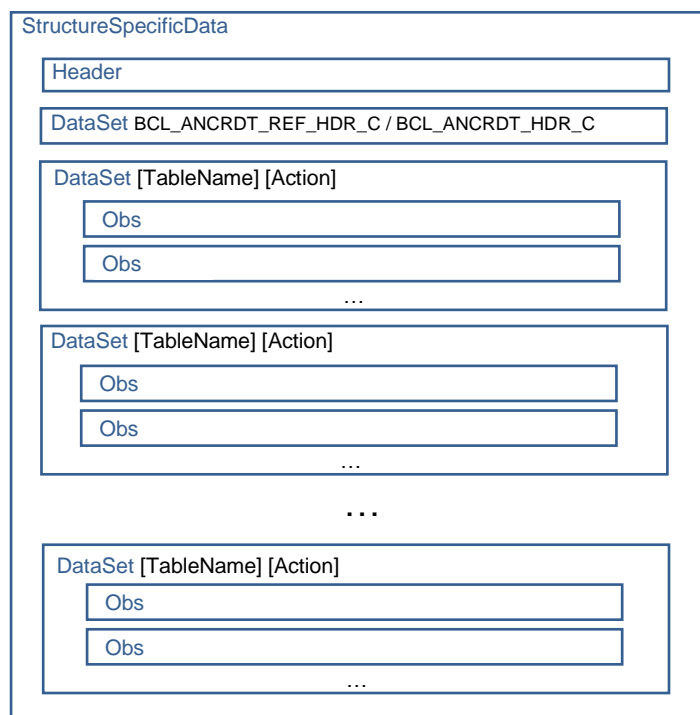 StructureSpecificData
Header
DataSet BCL_ANCRDT_REF_HDR_C / BCL_ANCRDT_HDR_C
DataSet [TableName] [Action]
Obs
Obs
…
DataSet [TableName] [Action]
Obs
Obs
…
...
DataSet [TableName] [Action]
Obs
Obs
…